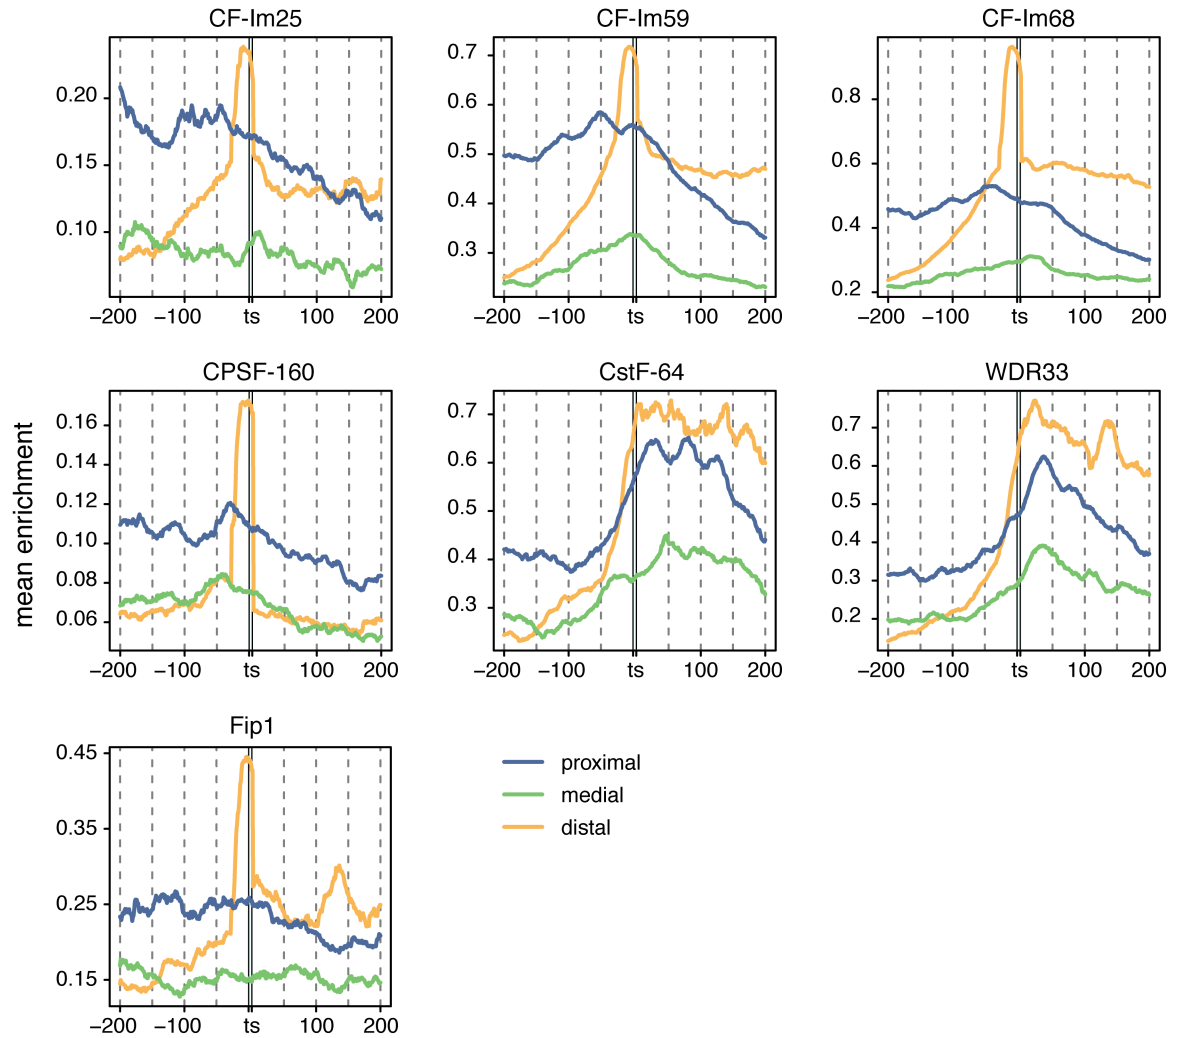 CF-Im25 CF-Im59 CF-Im68
0.20 0.15 0.10
0.7 0.6 0.5 0.4 0.3
0.8 0.6 0.4 0.2
−200 −100 ts 100 200 −200 −100 ts 100 200 −200 −100 ts 100 200
CPSF-160 CstF-64 WDR33
mean enrichment
0.16 0.14 0.12 0.10 0.08 0.06
0.7 0.6 0.5 0.4 0.3
0.7 0.6 0.5 0.4 0.3 0.2
−200 −100 ts 100 200 −200 −100 ts 100 200 −200 −100 ts 100 200
Fip1
0.45 0.35 0.25 0.15
−200 −100 ts 100 200
proximal
medial
distal